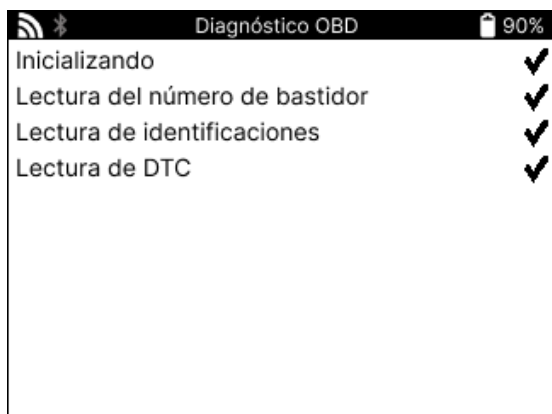 Diagnóstico OBD 90%
Inicializando
Lectura del número de bastidor
Lectura de identificaciones
Lectura de DTC